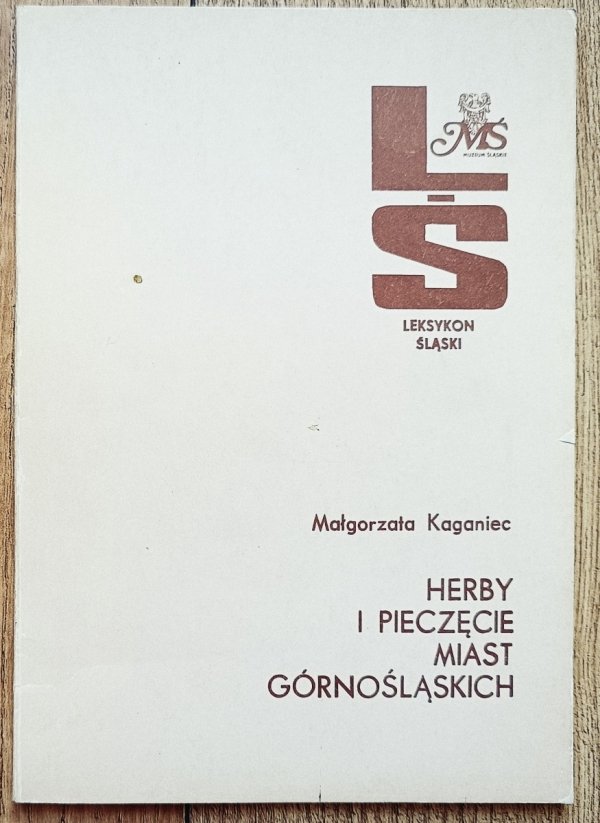 L
MŚ
MUZEUM ŚLĄSKIE
Ś
LEKSYKON
ŚLĄSKI
Małgorzata Kaganiec
HERBY
I PIECZĘCIE
MIAST
GÓRNOŚLĄSKICH